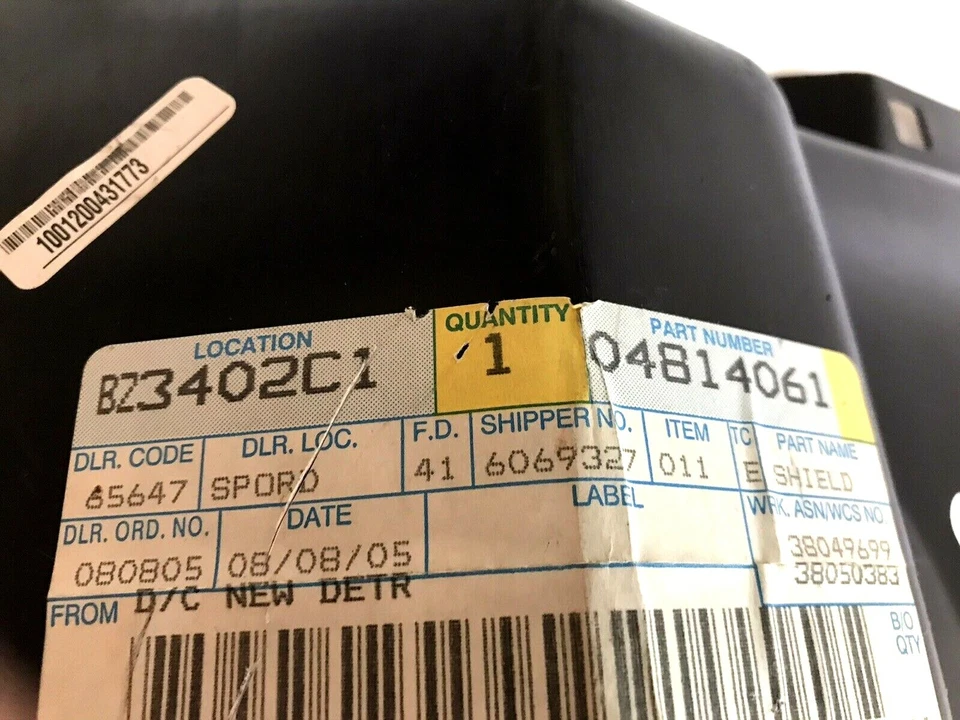 1001200431773
LOCATION QUANTITY PART NUMBER
BZ3402C1 1 04814061
DLR. CODE DLR. LOC. F.D. SHIPPER NO. ITEM TC PART NAME
65647 SPORD 41 6069327 011 E SHIELD
DLR. ORD. NO. DATE LABEL WRK. ASN/WCS NO.
080805 08/08/05 38049699
38050383
FROM D/C NEW DETR B/O
QTY